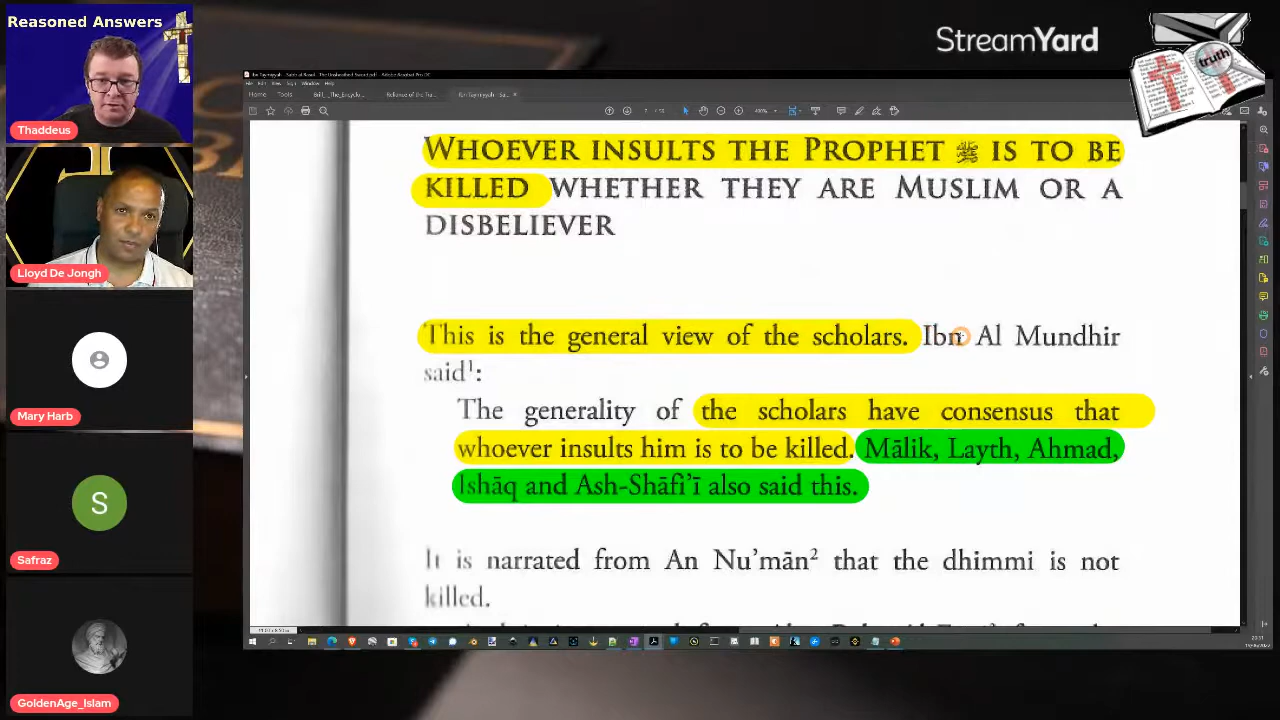 Reasoned Answers
Thaddeus
Lloyd De Jongh
Mary Harb
S
Safraz
GoldenAge_Islam
StreamYard
truth
Home Tools
WHOEVER INSULTS THE PROPHET ﷺ IS TO BE
KILLED WHETHER THEY ARE MUSLIM OR A
DISBELIEVER
This is the general view of the scholars. Ibn Al Mundhir
said¹:
The generality of the scholars have consensus that
whoever insults him is to be killed. Mālik, Layth, Ahmad,
Ishāq and Ash-Shāfi'ī also said this.
It is narrated from An Nu'mān² that the dhimmi is not
killed.